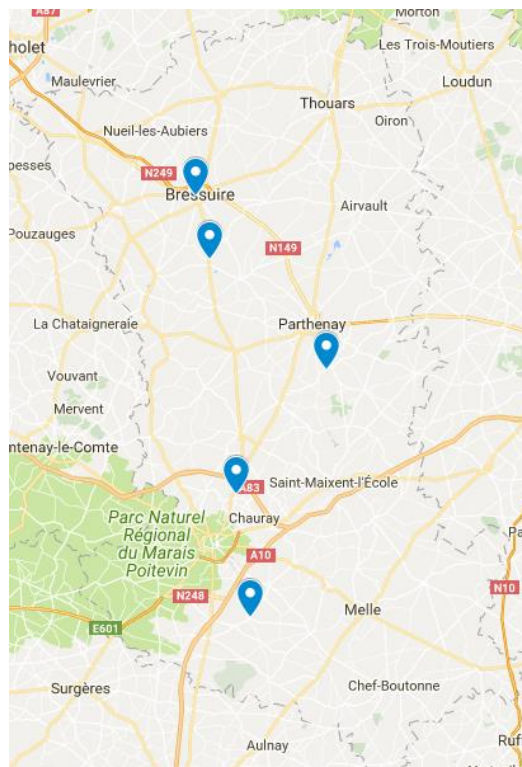 A87
Morton
holet
Les Trois-Moutiers
Maulevrier
Loudun
Thouars
Oiron
Nueil-les-Aubiers
pesses
N249
Bressuire
Airvault
Pouzauges
N149
La Chataigneraie
Parthenay
Vouvant
Mervent
ntenay-le-Comte
Saint-Maixent-l'École
A83
Parc Naturel
Régional
du Marais
Poitevin
Chauray
Pa
A10
N10
N248
Melle
E601
Surgères
Chef-Boutonne
Aulnay
Ruf